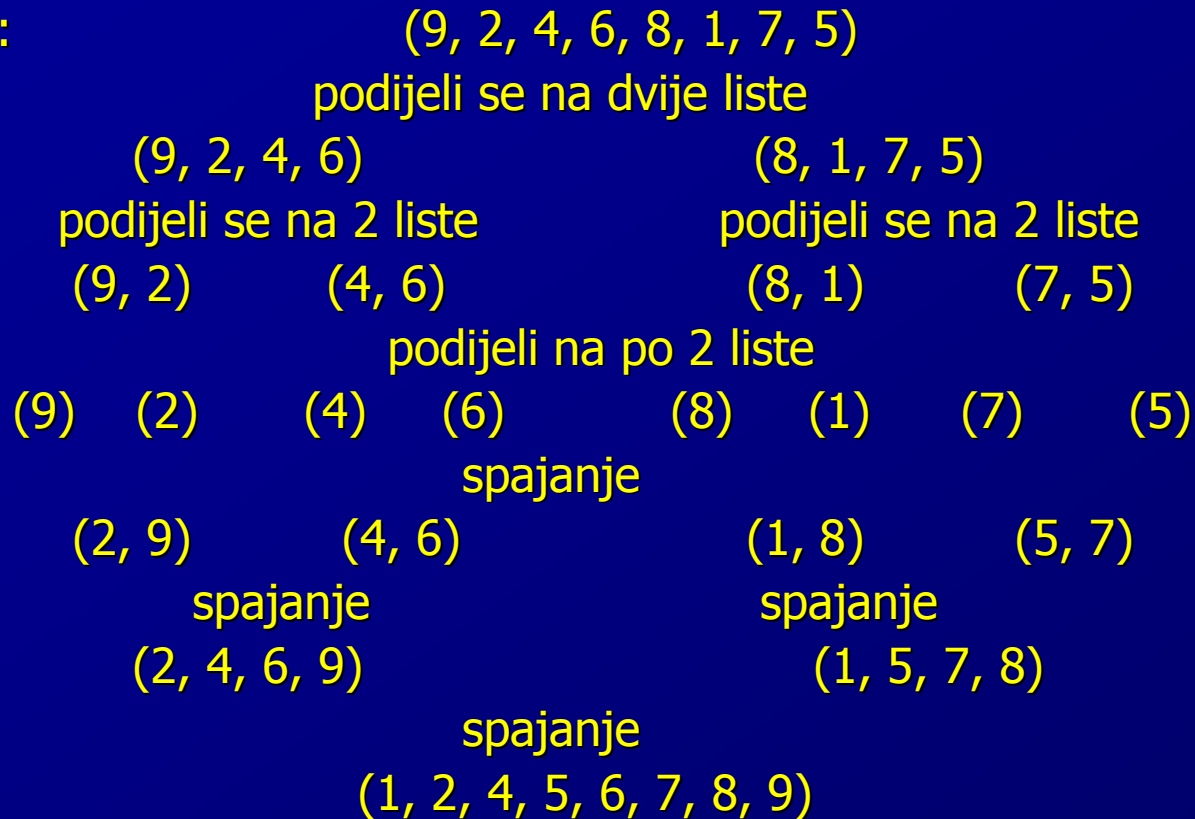 : (9, 2, 4, 6, 8, 1, 7, 5)
podijeli se na dvije liste
(9, 2, 4, 6) (8, 1, 7, 5)
podijeli se na 2 liste podijeli se na 2 liste
(9, 2) (4, 6) (8, 1) (7, 5)
podijeli na po 2 liste
(9) (2) (4) (6) (8) (1) (7) (5)
spajanje
(2, 9) (4, 6) (1, 8) (5, 7)
spajanje spajanje
(2, 4, 6, 9) (1, 5, 7, 8)
spajanje
(1, 2, 4, 5, 6, 7, 8, 9)